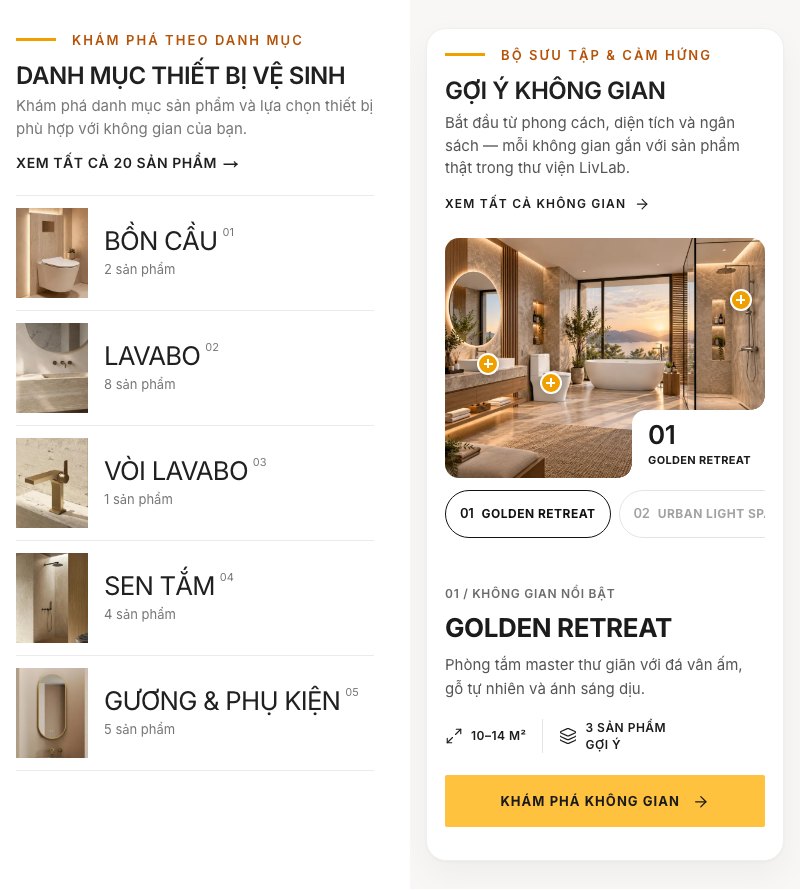 KHÁM PHÁ THEO DANH MỤC
DANH MỤC THIẾT BỊ VỆ SINH
Khám phá danh mục sản phẩm và lựa chọn thiết bị
phù hợp với không gian của bạn.
XEM TẤT CẢ 20 SẢN PHẨM →
BỒN CẦU 01
2 sản phẩm
LAVABO 02
8 sản phẩm
VÒI LAVABO 03
1 sản phẩm
SEN TẮM 04
4 sản phẩm
GƯƠNG & PHỤ KIỆN 05
5 sản phẩm
BỘ SƯU TẬP & CẢM HỨNG
GỢI Ý KHÔNG GIAN
Bắt đầu từ phong cách, diện tích và ngân
sách — mỗi không gian gắn với sản phẩm
thật trong thư viện LivLab.
XEM TẤT CẢ KHÔNG GIAN →
01
GOLDEN RETREAT
01 GOLDEN RETREAT
02 URBAN LIGHT
01 / KHÔNG GIAN NỔI BẬT
GOLDEN RETREAT
Phòng tắm master thư giãn với đá vân ấm,
gỗ tự nhiên và ánh sáng dịu.
10–14 M²
3 SẢN PHẨM
GỢI Ý
KHÁM PHÁ KHÔNG GIAN →